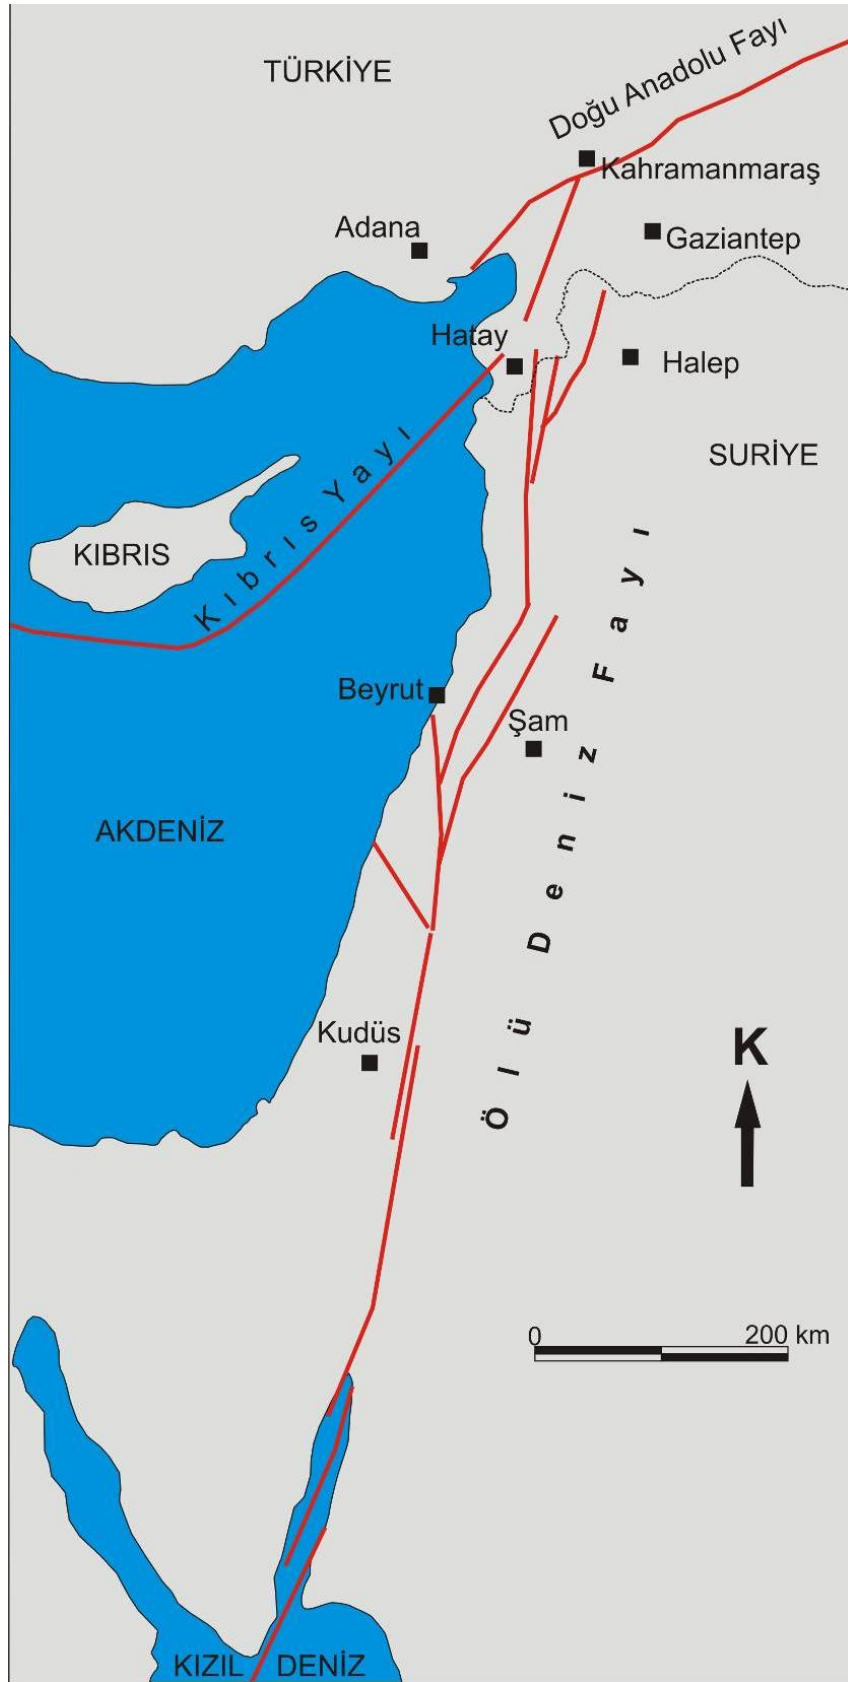 TÜRKİYE
Doğu Anadolu Fayı
Kahramanmaraş
Adana
Gaziantep
Hatay
Halep
SURİYE
Kıbrıs Yayı
KIBRIS
Beyrut
Şam
Ölü Deniz Fayı
AKDENİZ
Kudüs
K
0 200 km
KIZIL DENİZ